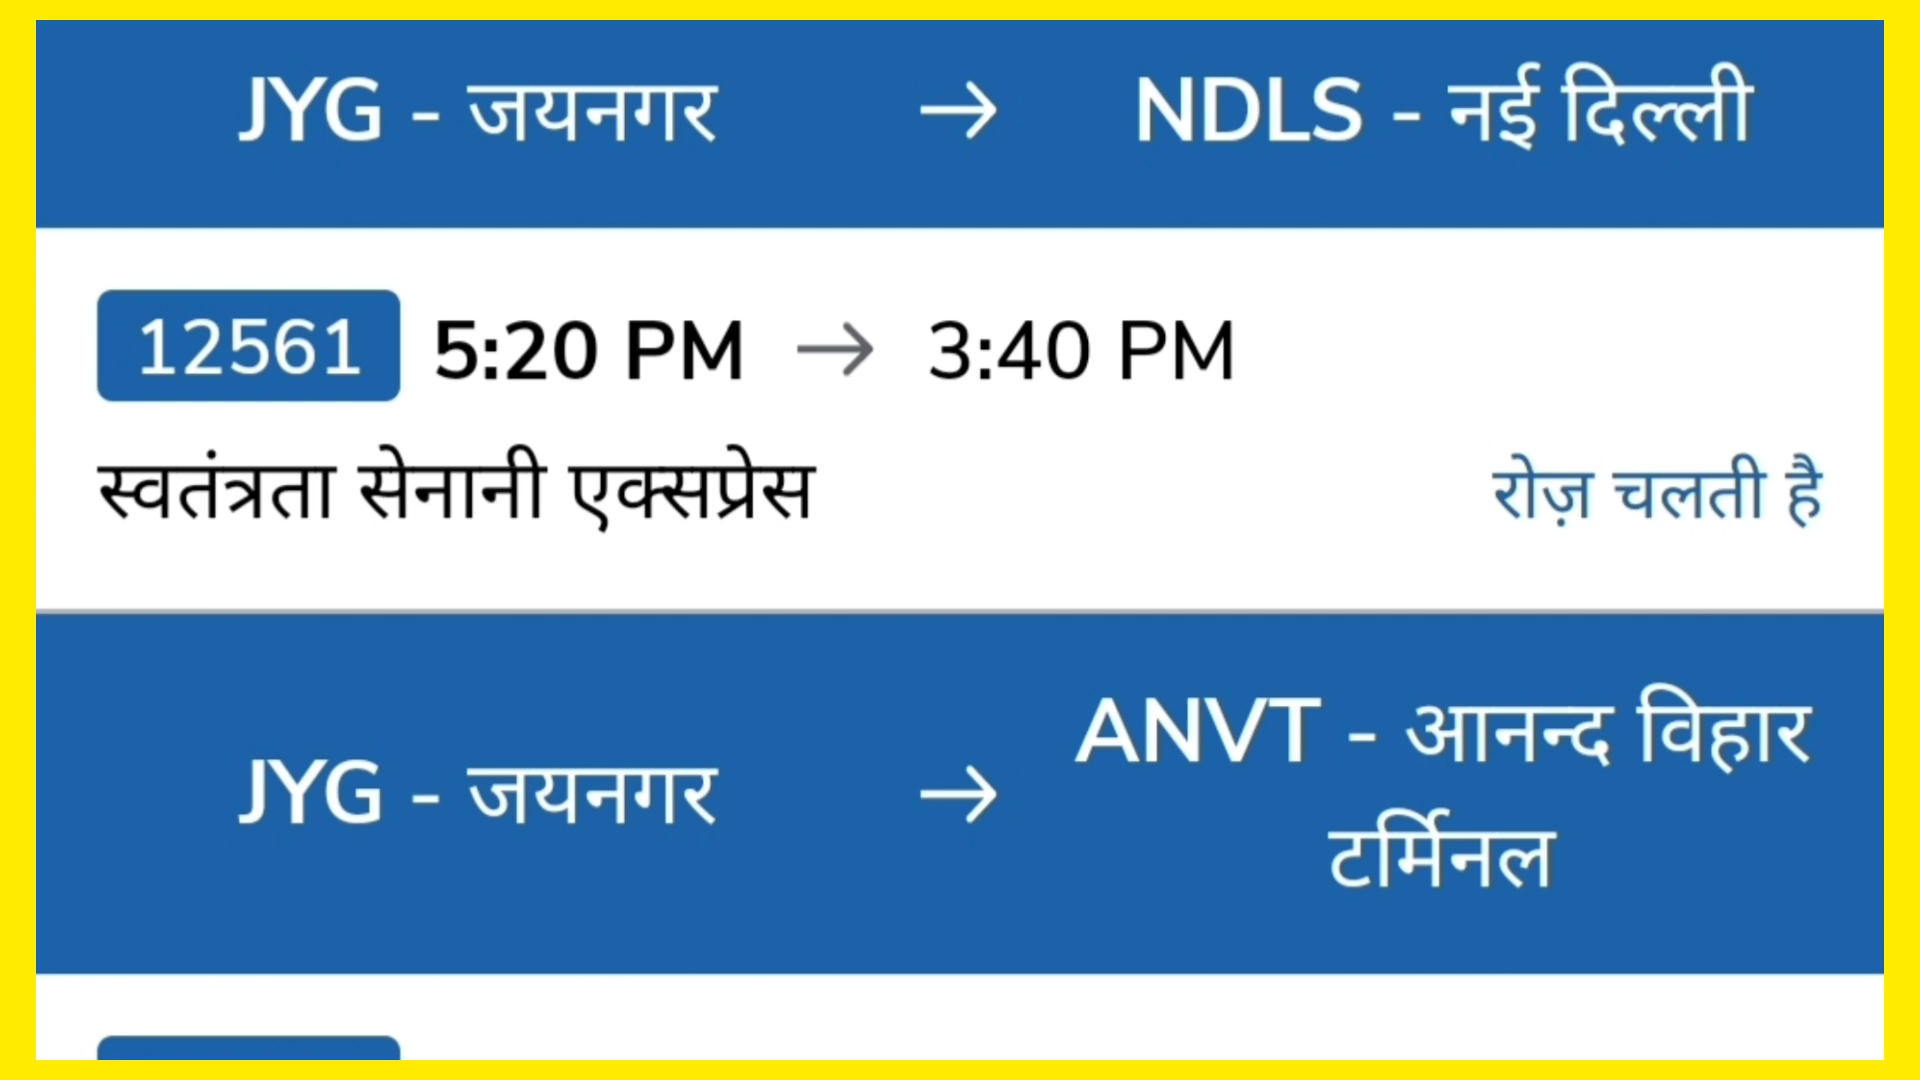 JYG - जयनगर → NDLS - नई दिल्ली
12561 5:20 PM → 3:40 PM
स्वतंत्रता सेनानी एक्सप्रेस रोज़ चलती है
JYG - जयनगर → ANVT - आनन्द विहार
टर्मिनल